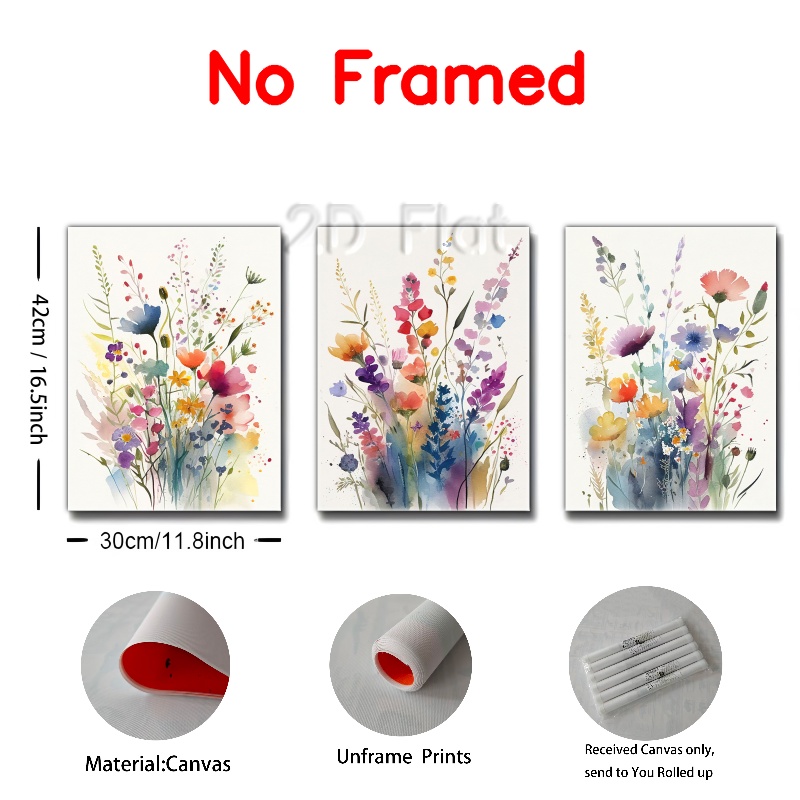 No Framed
2D Flat
42cm / 16.5inch
30cm/11.8inch
Material:Canvas
Unframe Prints
Received Canvas only,
send to You Rolled up